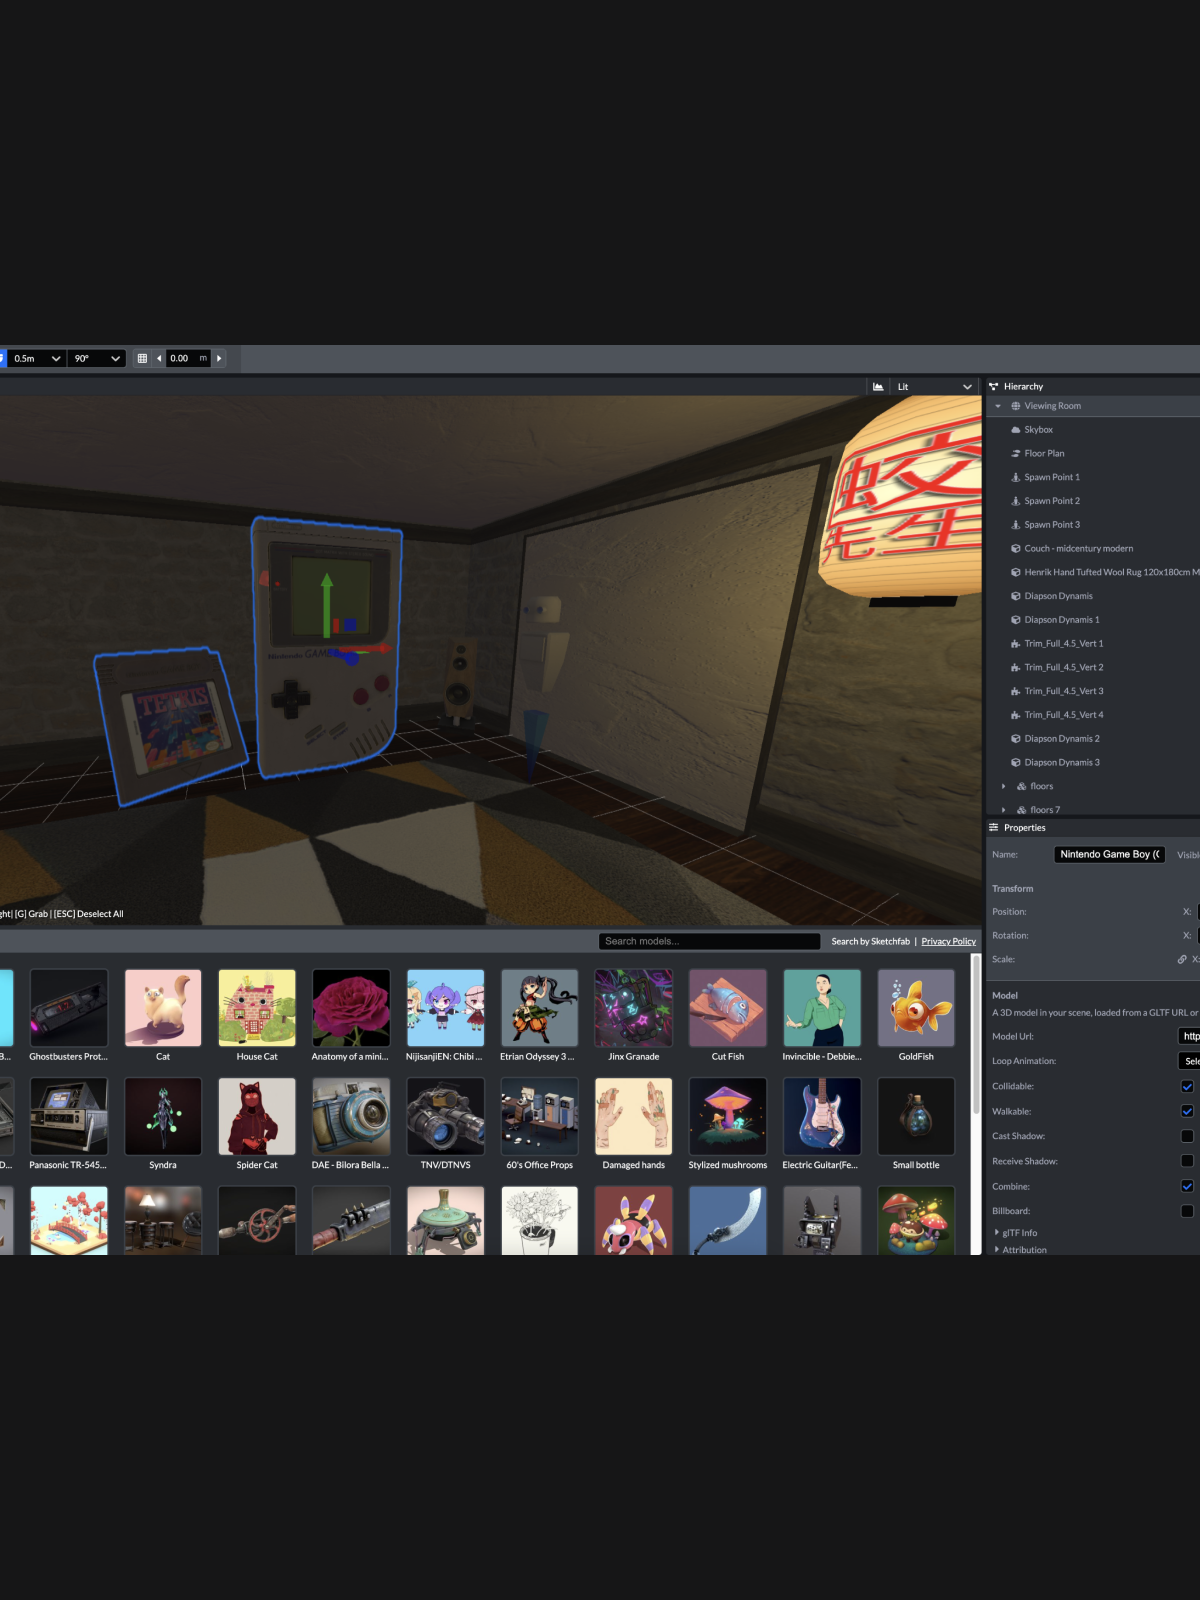 0.5m
90°
0.00 m
Lit
Hierarchy
Viewing Room
Skybox
Floor Plan
Spawn Point 1
Spawn Point 2
Spawn Point 3
Couch - midcentury modern
Henrik Hand Tufted Wool Rug 120x180cm M
Diapson Dynamis
Diapson Dynamis 1
Trim_Full_4.5_Vert 1
Trim_Full_4.5_Vert 2
Trim_Full_4.5_Vert 3
Trim_Full_4.5_Vert 4
Diapson Dynamis 2
Diapson Dynamis 3
floors
floors 7
蛟
先生
Nintendo GAME
TETRIS
ght| [G] Grab | [ESC] Deselect All
Properties
Name: Nintendo Game Boy (( Visibl
Transform
Position: X:
Rotation: X:
Scale: X:
Model
A 3D model in your scene, loaded from a GLTF URL or
Model Url: http
Loop Animation: Sele
Collidable:
Walkable:
Cast Shadow:
Receive Shadow:
Combine:
Billboard:
glTF Info
Attribution
Search models...
Search by Sketchfab | Privacy Policy
B... Ghostbusters Prot... Cat House Cat Anatomy of a mini... NijisanjiEN: Chibi ... Etrian Odyssey 3 ... Jinx Granade Cut Fish Invincible - Debbie... GoldFish
D... Panasonic TR-545... Syndra Spider Cat DAE - Bilora Bella ... TNV/DTNVS 60's Office Props Damaged hands Stylized mushrooms Electric Guitar(Fe... Small bottle